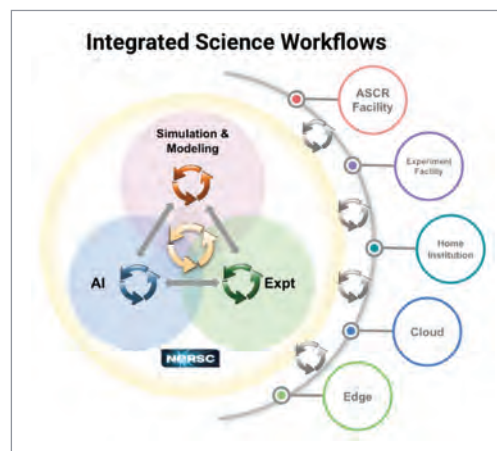 Integrated Science Workflows
ASCR
Facility
Simulation &
Modeling
Experiment
Facility
Home
Institution
AI
Expt
NERSC
Cloud
Edge